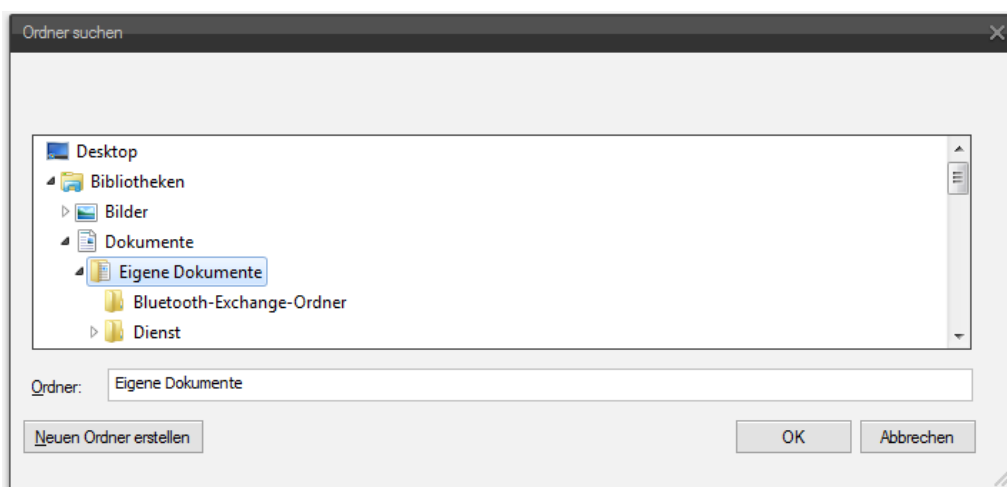 Ordner suchen
Desktop
Bibliotheken
Bilder
Dokumente
Eigene Dokumente
Bluetooth-Exchange-Ordner
Dienst
Ordner: Eigene Dokumente
Neuen Ordner erstellen OK Abbrechen